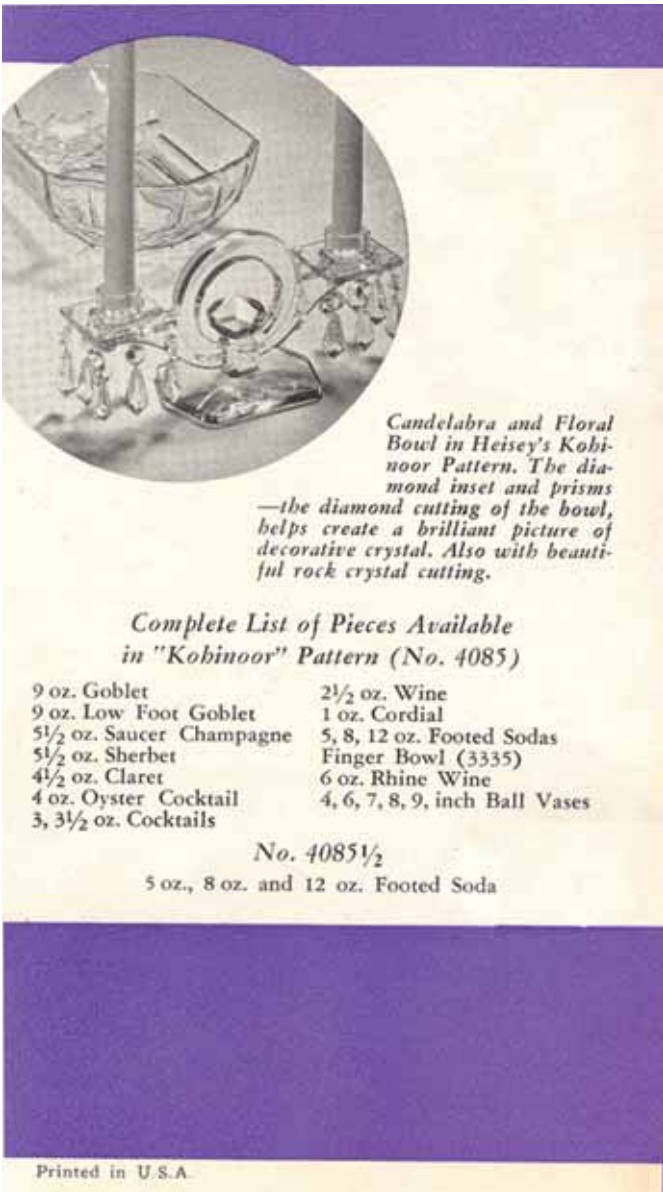 Candelabra and Floral
Bowl in Heisey's Kohi-
noor Pattern. The dia-
mond inset and prisms
—the diamond cutting of the bowl,
helps create a brilliant picture of
decorative crystal. Also with beauti-
ful rock crystal cutting.
Complete List of Pieces Available
in "Kohinoor" Pattern (No. 4085)
9 oz. Goblet
9 oz. Low Foot Goblet
5½ oz. Saucer Champagne
5½ oz. Sherbet
4½ oz. Claret
4 oz. Oyster Cocktail
3, 3½ oz. Cocktails
2½ oz. Wine
1 oz. Cordial
5, 8, 12 oz. Footed Sodas
Finger Bowl (3335)
6 oz. Rhine Wine
4, 6, 7, 8, 9, inch Ball Vases
No. 4085½
5 oz., 8 oz. and 12 oz. Footed Soda
Printed in U.S.A.